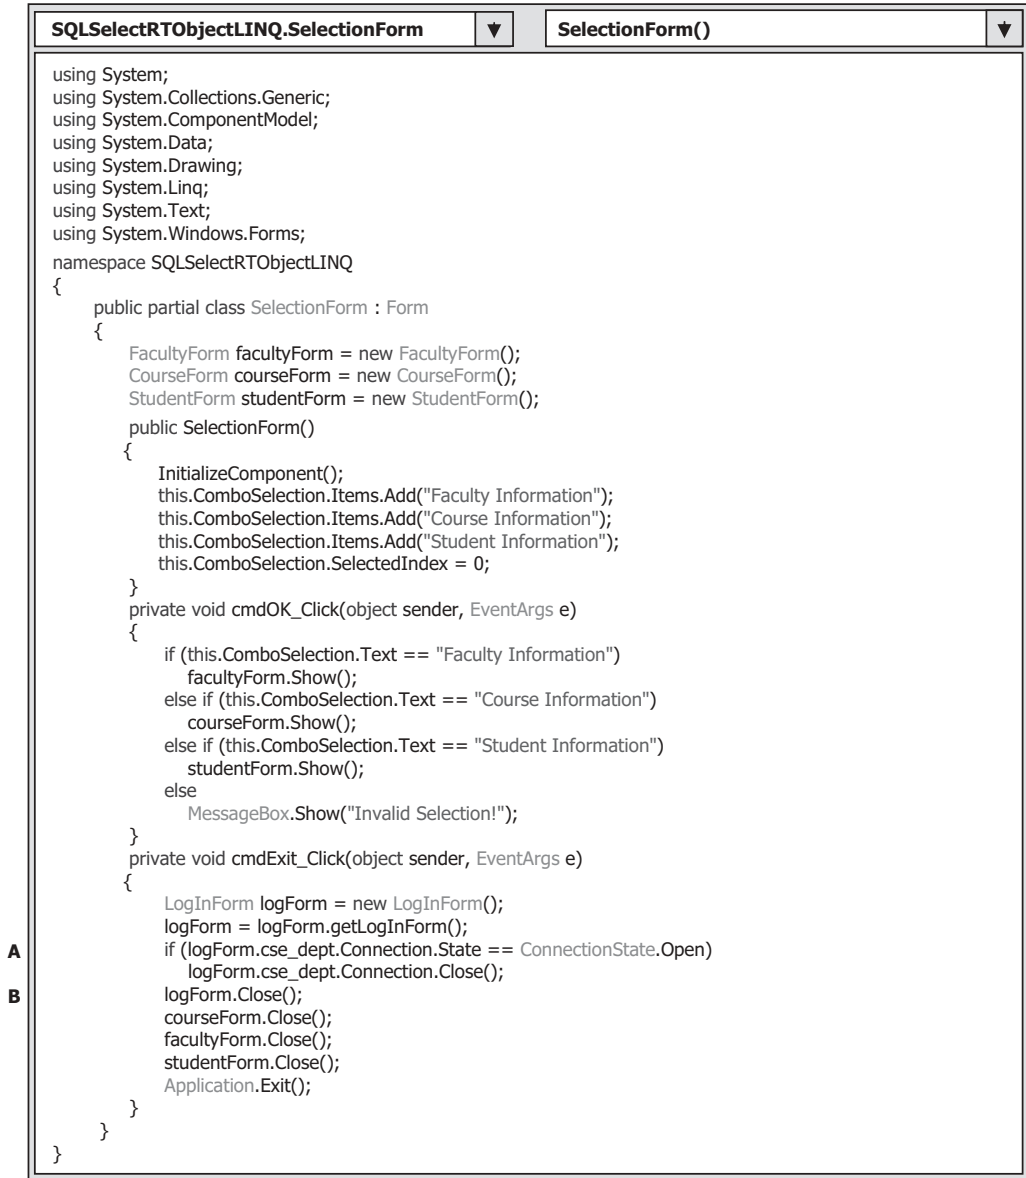 SQLSelectRTObjectLINQ.SelectionForm SelectionForm()
using System;
using System.Collections.Generic;
using System.ComponentModel;
using System.Data;
using System.Drawing;
using System.Linq;
using System.Text;
using System.Windows.Forms;
namespace SQLSelectRTObjectLINQ
{
public partial class SelectionForm : Form
{
FacultyForm facultyForm = new FacultyForm();
CourseForm courseForm = new CourseForm();
StudentForm studentForm = new StudentForm();
public SelectionForm()
{
InitializeComponent();
this.ComboSelection.Items.Add("Faculty Information");
this.ComboSelection.Items.Add("Course Information");
this.ComboSelection.Items.Add("Student Information");
this.ComboSelection.SelectedIndex = 0;
}
private void cmdOK_Click(object sender, EventArgs e)
{
if (this.ComboSelection.Text == "Faculty Information")
facultyForm.Show();
else if (this.ComboSelection.Text == "Course Information")
courseForm.Show();
else if (this.ComboSelection.Text == "Student Information")
studentForm.Show();
else
MessageBox.Show("Invalid Selection!");
}
private void cmdExit_Click(object sender, EventArgs e)
{
LogInForm logForm = new LogInForm();
logForm = logForm.getLogInForm();
A if (logForm.cse_dept.Connection.State == ConnectionState.Open)
logForm.cse_dept.Connection.Close();
B logForm.Close();
courseForm.Close();
facultyForm.Close();
studentForm.Close();
Application.Exit();
}
}
}